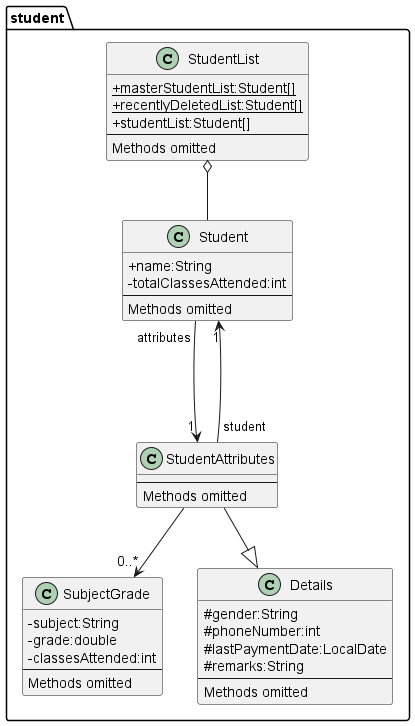 student
C StudentList
+masterStudentList:Student[]
+recentlyDeletedList:Student[]
+studentList:Student[]
Methods omitted
C Student
+name:String
-totalClassesAttended:int
Methods omitted
attributes
1
1
student
C StudentAttributes
Methods omitted
0..*
C SubjectGrade
-subject:String
-grade:double
-classesAttended:int
Methods omitted
C Details
#gender:String
#phoneNumber:int
#lastPaymentDate:LocalDate
#remarks:String
Methods omitted